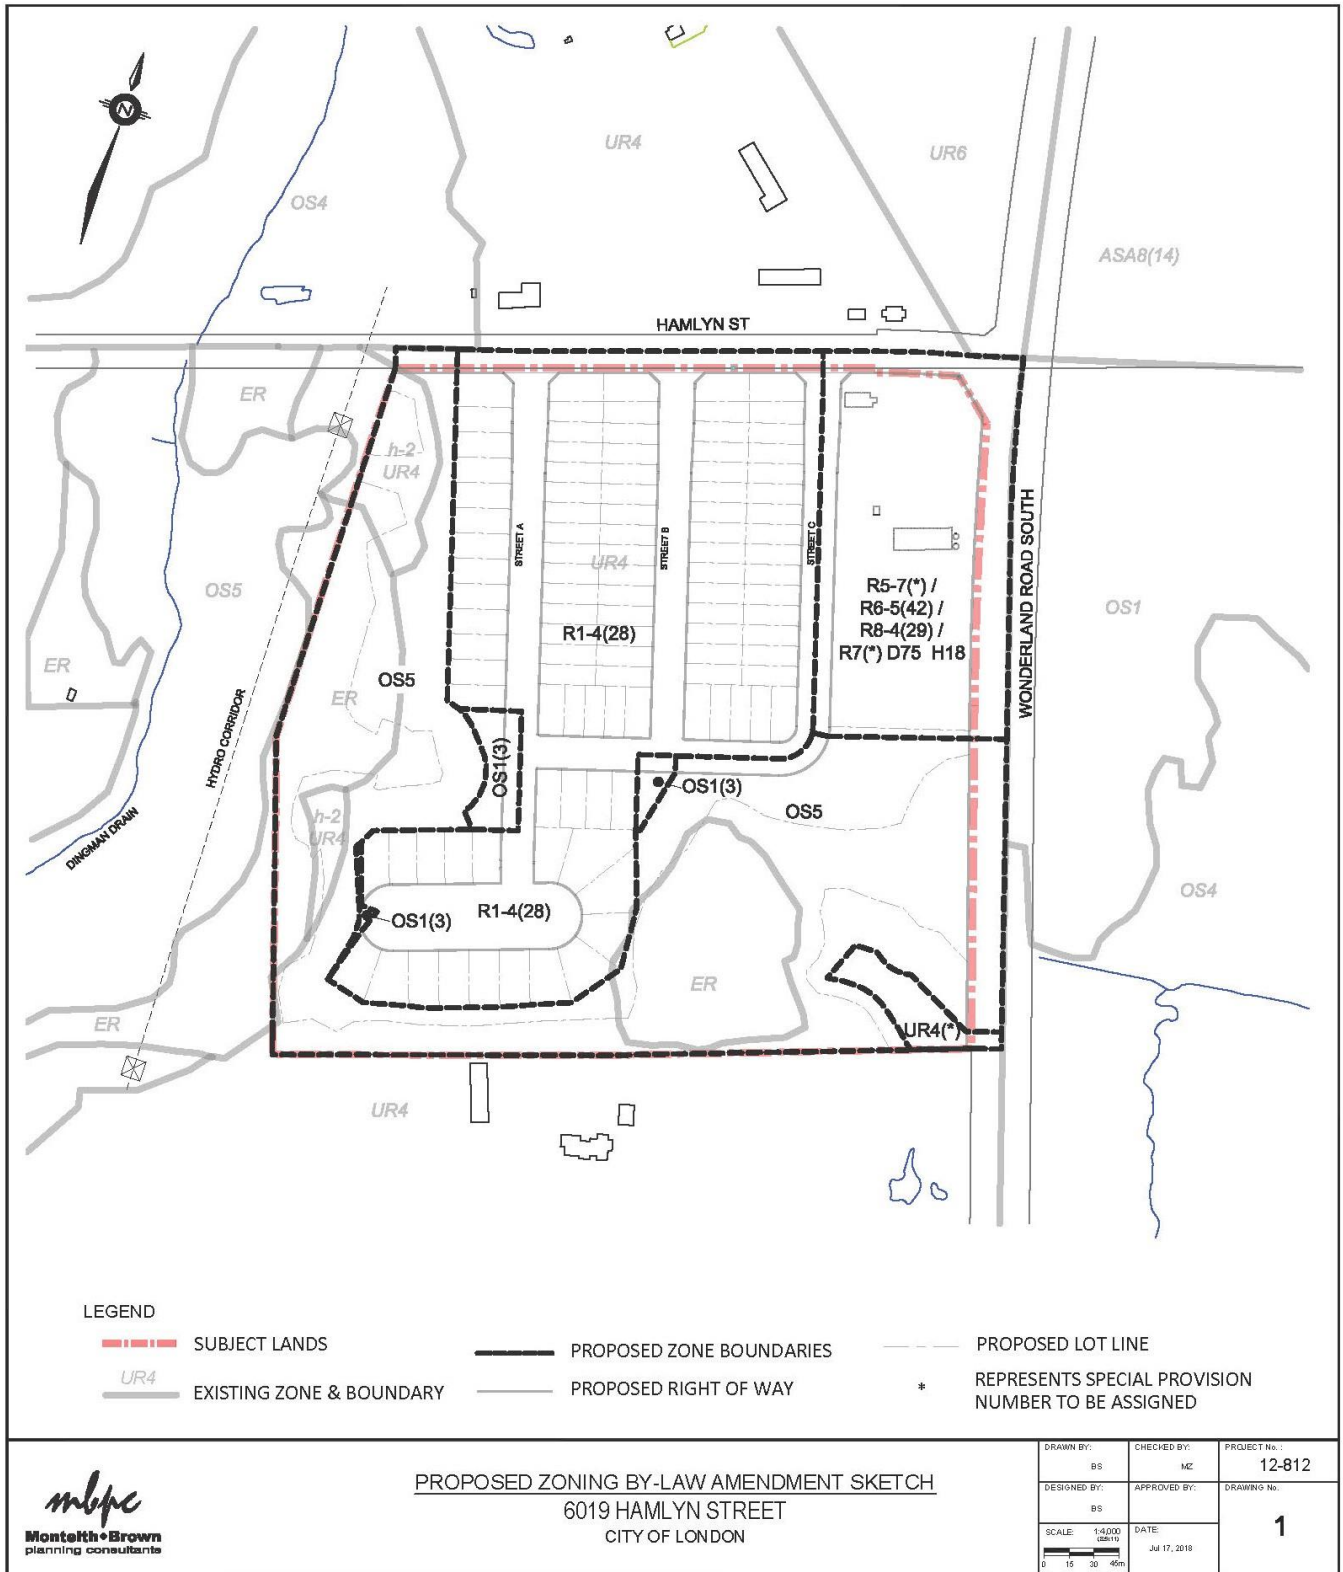 N
UR4
UR6
OS4
ASA8(14)
HAMLYN ST
ER
h-2
UR4
STREET A
STREET B
STREET C
UR4
WONDERLAND ROAD SOUTH
R5-7(*) /
R6-5(42) /
R8-4(29) /
R7(*) D75 H18
OS5
OS1
R1-4(28)
ER
OS5
ER
HYDRO CORRIDOR
OS1(3)
OS1(3)
OS5
h-2
UR4
DINGMAN DRAIN
OS4
OS1(3)
R1-4(28)
ER
ER
UR4(*)
UR4
LEGEND
SUBJECT LANDS
PROPOSED ZONE BOUNDARIES
PROPOSED LOT LINE
UR4
EXISTING ZONE & BOUNDARY
PROPOSED RIGHT OF WAY
* REPRESENTS SPECIAL PROVISION
NUMBER TO BE ASSIGNED
mbpc
Monteith•Brown
planning consultants
PROPOSED ZONING BY-LAW AMENDMENT SKETCH
6019 HAMLYN STREET
CITY OF LONDON
DRAWN BY:
BS
CHECKED BY:
MZ
PROJECT No. :
12-812
DESIGNED BY:
BS
APPROVED BY:
DRAWING No.
1
SCALE: 1:4,000
(8.5x11)
0 15 30 45m
DATE:
Jul 17, 2018